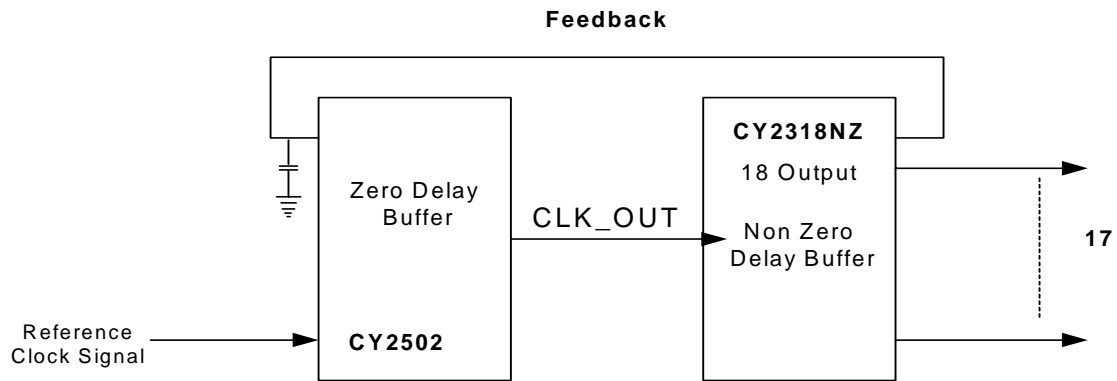 Feedback
CY2318NZ
18 Output
Zero Delay
Buffer
CLK_OUT
Non Zero
Delay Buffer
17
Reference
Clock Signal
CY2502